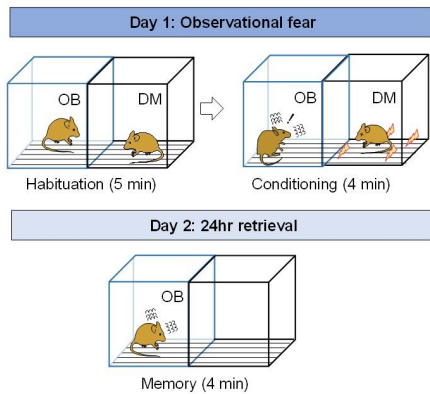 Day 1: Observational fear
OB
DM
OB
!
DM
Habituation (5 min)
Conditioning (4 min)
Day 2: 24hr retrieval
OB
Memory (4 min)